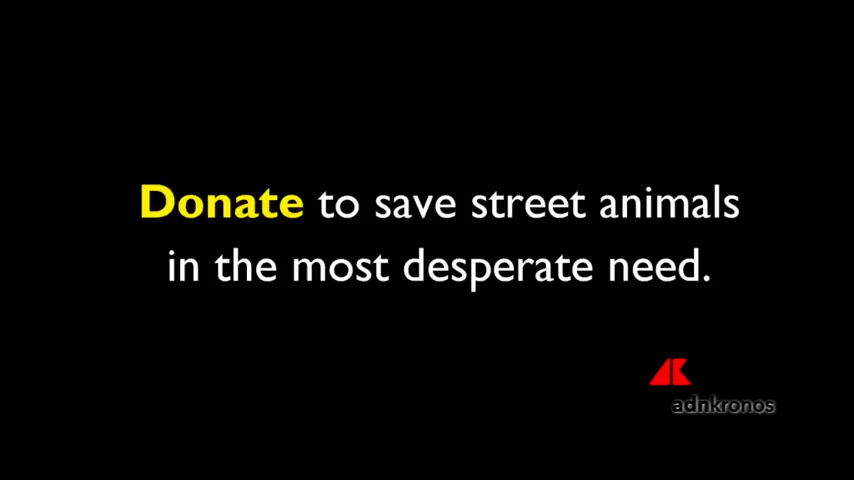 Donate to save street animals
in the most desperate need.
adnkronos